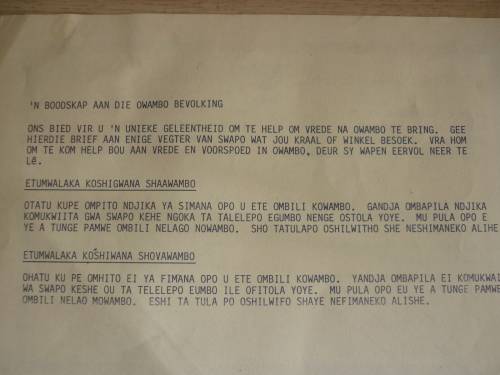 'N BOODSKAP AAN DIE OWAMBO BEVOLKING
ONS BIED VIR U 'N UNIEKE GELEENTHEID OM TE HELP OM VREDE NA OWAMBO TE BRING. GEE
HIERDIE BRIEF AAN ENIGE VEGTER VAN SWAPO WAT JOU KRAAL OF WINKEL BESOEK. VRA HOM
OM TE KOM HELP BOU AAN VREDE EN VOORSPOED IN OWAMBO, DEUR SY WAPEN EERVOL NEER TE
LÊ.
ETUMWALAKA KOSHIGWANA SHAAWAMBO
OTATU KUPE OMPITO NDJIKA YA SIMANA OPO U ETE OMBILI KOWAMBO. GANDJA OMBAPILA NDJIKA
KOMUKWIITA GWA SWAPO KEHE NGOKA TA TALELEPO EGUMBO NENGE OSTOLA YOYE. MU PULA OPO E
YE A TUNGE PAMWE OMBILI NELAGO NOWAMBO. SHO TATULAPO OSHILWITHO SHE NESHIMANEKO ALIHE
ETUMWALAKA KOSHIWANA SHOVAWAMBO
OHATU KU PE OMHITO EI YA FIMANA OPO U ETE OMBILI KOWAMBO. YANDJA OMBAPILA EI KOMUKWAI
WA SWAPO KESHE OU TA TELELEPO EUMBO ILE OFITOLA YOYE. MU PULA OPO EU YE A TUNGE PAMWE
OMBILI NELAO MOWAMBO. ESHI TA TULA PO OSHILWIFO SHAYE NEFIMANEKO ALISHE.